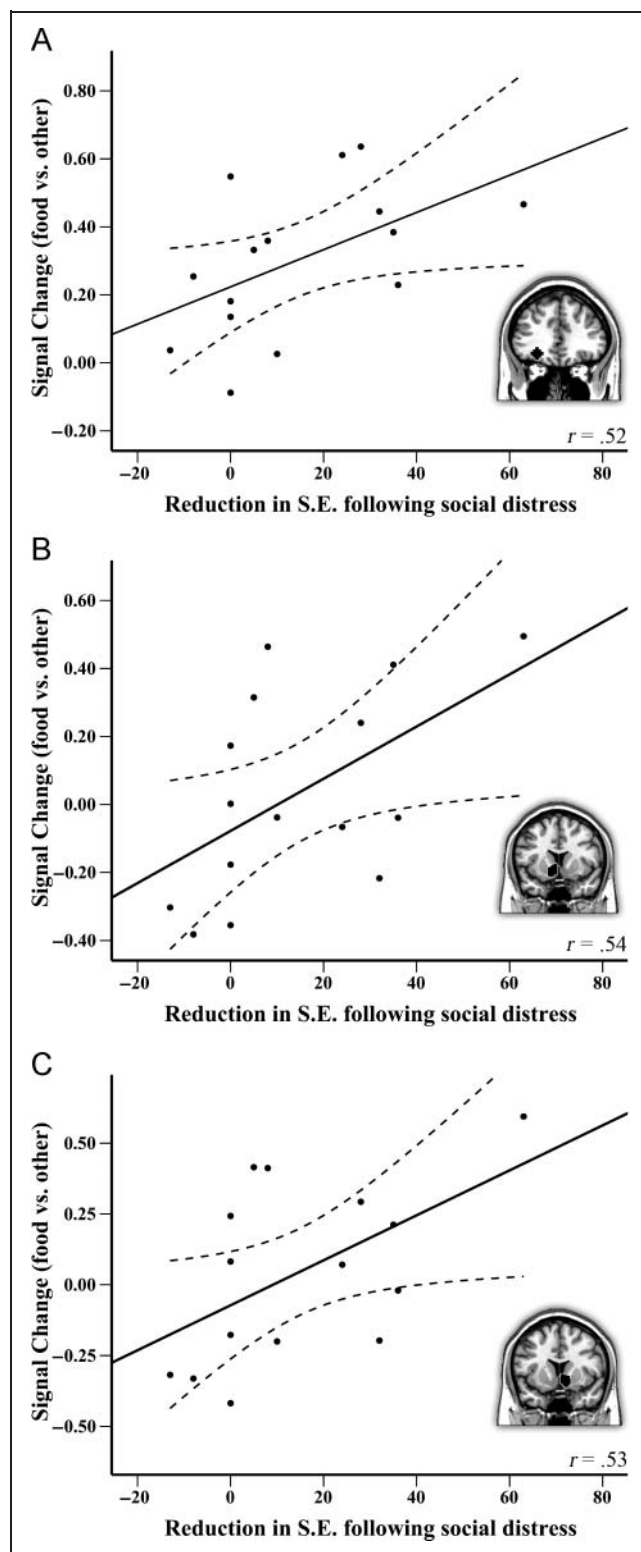 A
Signal Change (food vs. other)
0.80
0.60
0.40
0.20
0.00
−0.20
r = .52
−20 0 20 40 60 80
Reduction in S.E. following social distress
B
Signal Change (food vs. other)
0.60
0.40
0.20
0.00
−0.20
−0.40
r = .54
−20 0 20 40 60 80
Reduction in S.E. following social distress
C
Signal Change (food vs. other)
0.50
0.25
0.00
−0.25
−0.50
r = .53
−20 0 20 40 60 80
Reduction in S.E. following social distress